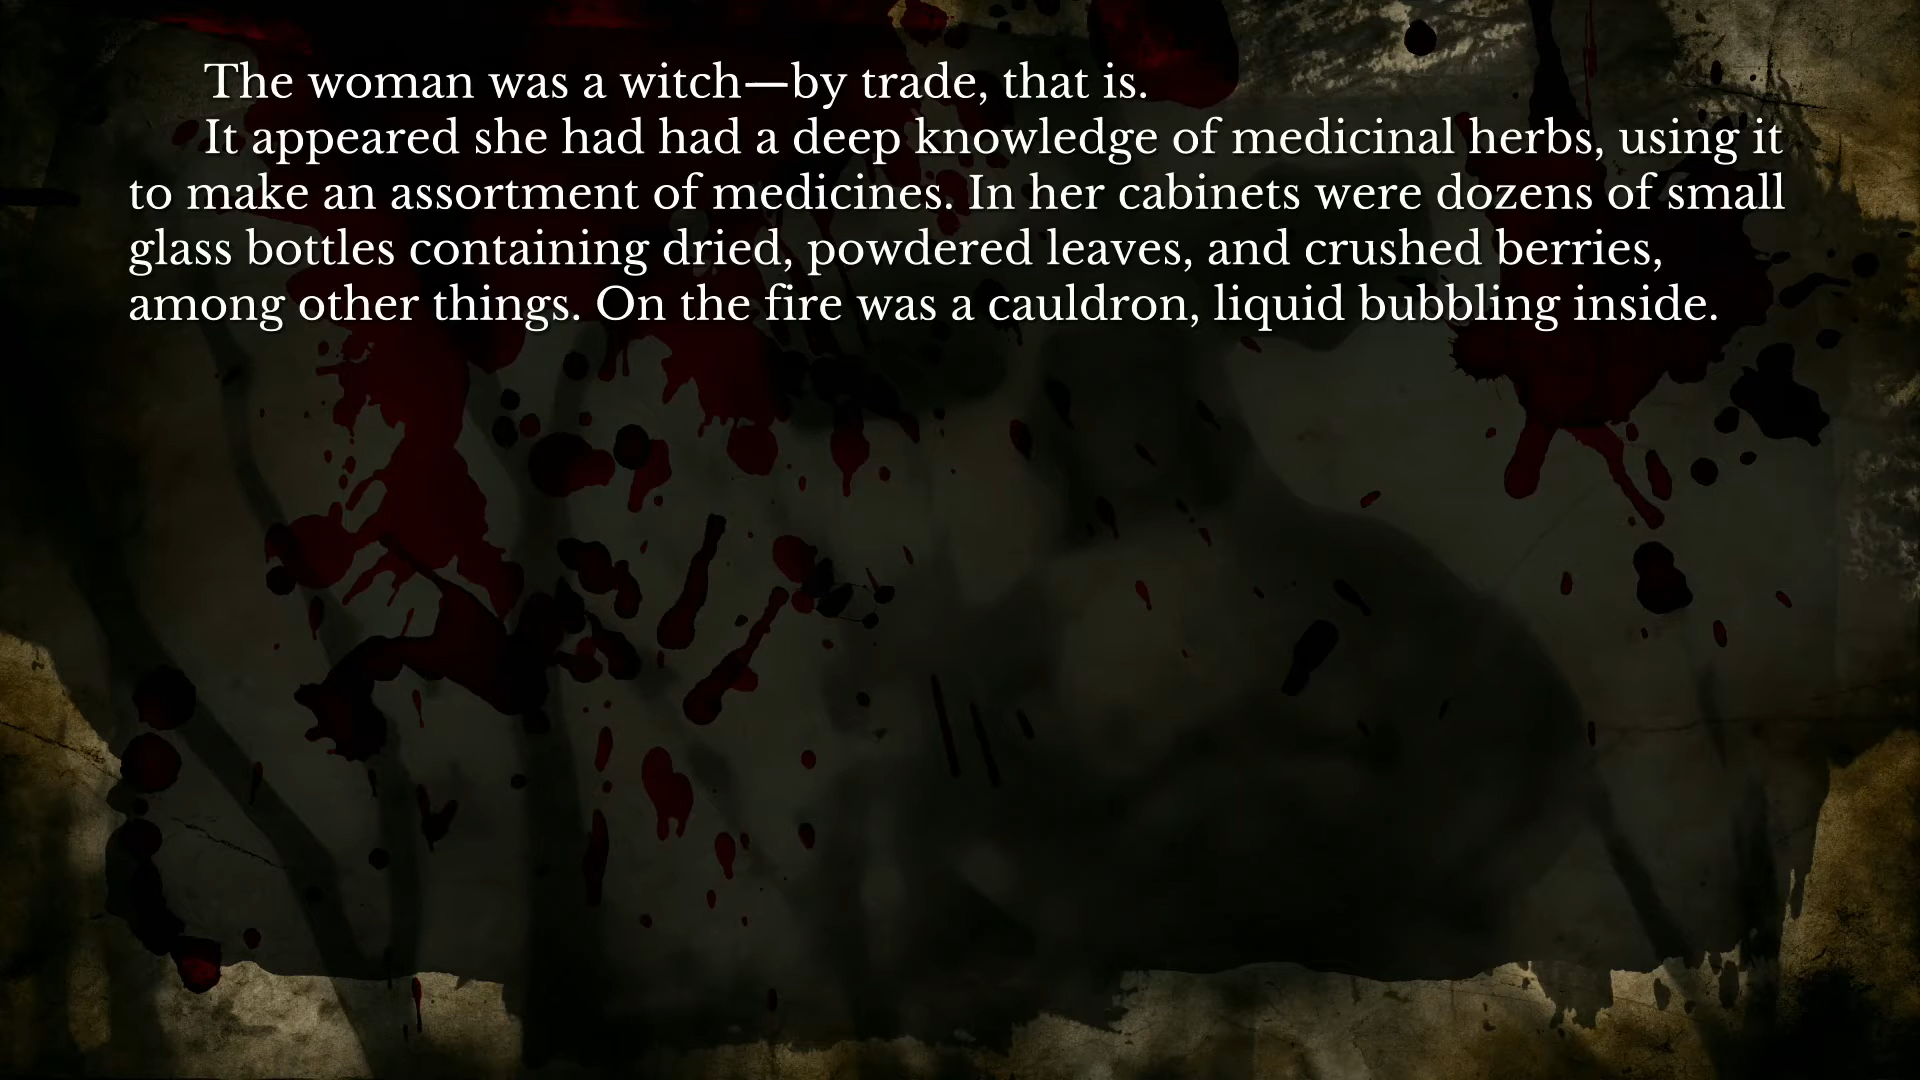 The woman was a witch—by trade, that is.
It appeared she had had a deep knowledge of medicinal herbs, using it
to make an assortment of medicines. In her cabinets were dozens of small
glass bottles containing dried, powdered leaves, and crushed berries,
among other things. On the fire was a cauldron, liquid bubbling inside.